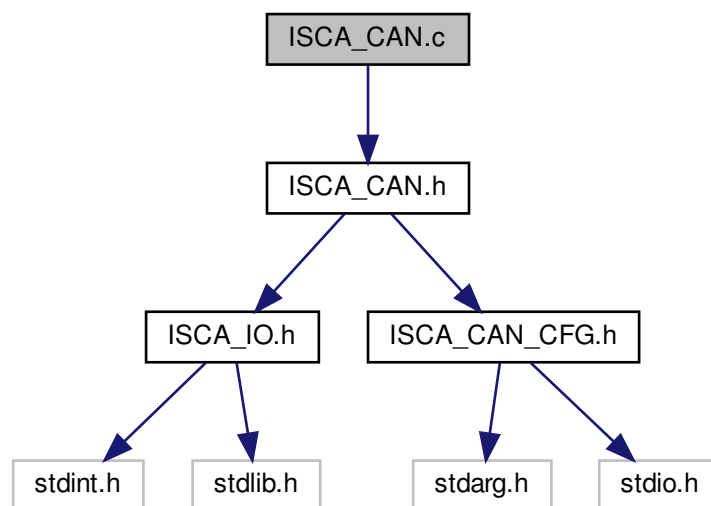 ISCA_CAN.c
ISCA_CAN.h
ISCA_IO.h
ISCA_CAN_CFG.h
stdint.h
stdlib.h
stdarg.h
stdio.h